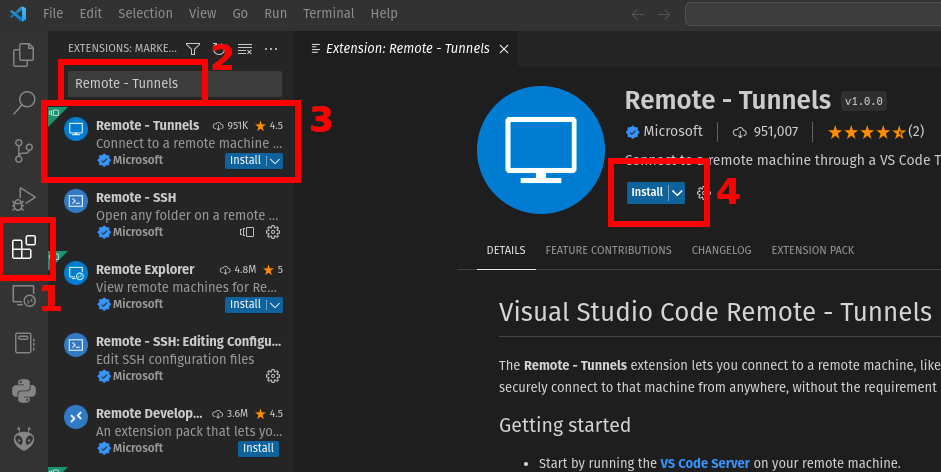 File Edit Selection View Go Run Terminal Help
EXTENSIONS: MARKE...
2
Remote - Tunnels
Remote - Tunnels 951K 4.5
Connect to a remote machine ...
Microsoft Install
3
Remote - SSH
Open any folder on a remote ...
Microsoft
1
Remote Explorer 4.8M 5
View remote machines for Re...
Microsoft Install
Remote - SSH: Editing Configu...
Edit SSH configuration files
Microsoft
Remote Develop... 3.6M 4.5
An extension pack that lets yo...
Microsoft Install
Extension: Remote - Tunnels
Remote - Tunnels v1.0.0
Microsoft 951,007 (2)
Connect to a remote machine through a VS Code T
Install
4
DETAILS FEATURE CONTRIBUTIONS CHANGELOG EXTENSION PACK
Visual Studio Code Remote - Tunnels
The Remote - Tunnels extension lets you connect to a remote machine, like
securely connect to that machine from anywhere, without the requirement
Getting started
• Start by running the VS Code Server on your remote machine.